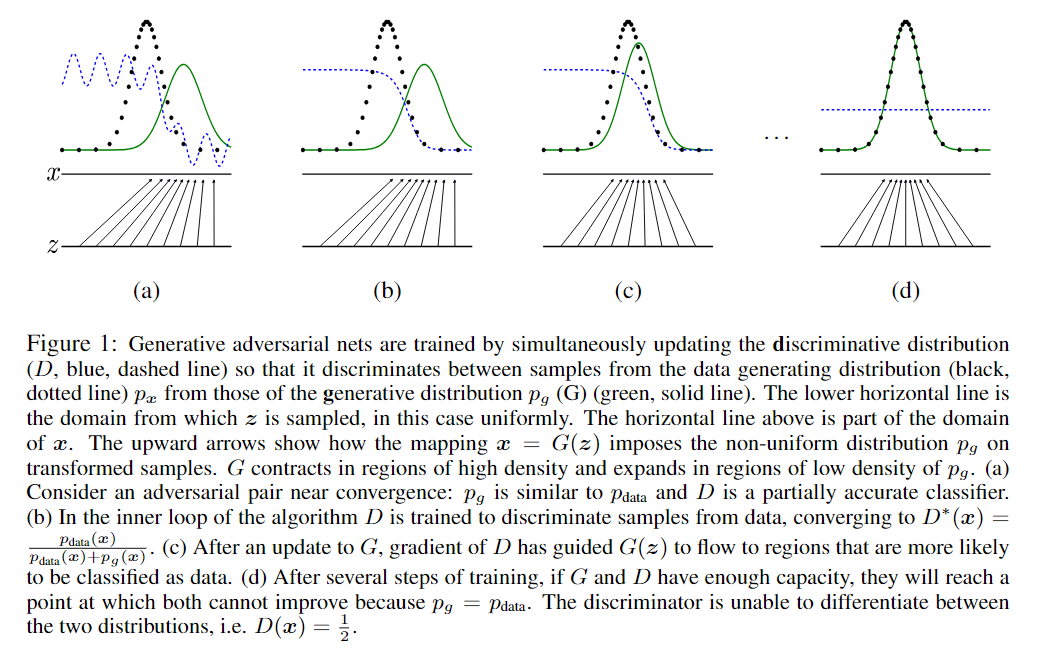 x
z
...
(a) (b) (c) (d)
Figure 1: Generative adversarial nets are trained by simultaneously updating the discriminative distribution
(D, blue, dashed line) so that it discriminates between samples from the data generating distribution (black,
dotted line) pₓ from those of the generative distribution p_g (G) (green, solid line). The lower horizontal line is
the domain from which z is sampled, in this case uniformly. The horizontal line above is part of the domain
of x. The upward arrows show how the mapping x = G(z) imposes the non-uniform distribution p_g on
transformed samples. G contracts in regions of high density and expands in regions of low density of p_g. (a)
Consider an adversarial pair near convergence: p_g is similar to p_data and D is a partially accurate classifier.
(b) In the inner loop of the algorithm D is trained to discriminate samples from data, converging to D*(x) =
p_data(x) / (p_data(x)+p_g(x)). (c) After an update to G, gradient of D has guided G(z) to flow to regions that are more likely
to be classified as data. (d) After several steps of training, if G and D have enough capacity, they will reach a
point at which both cannot improve because p_g = p_data. The discriminator is unable to differentiate between
the two distributions, i.e. D(x) = 1/2.